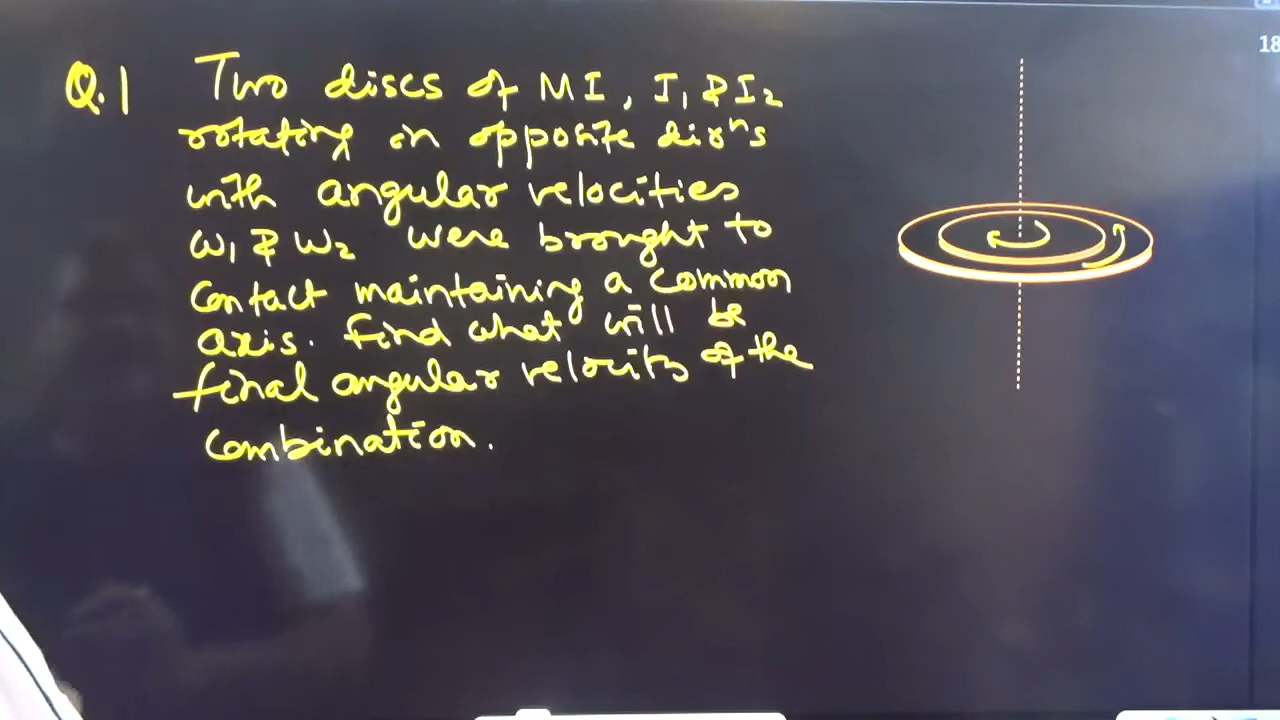 Q.1 Two discs of MI, I₁ & I₂
rotating in opposite dirⁿs
with angular velocities
ω₁ & ω₂ were brought to
contact maintaining a common
axis. Find what will be
final angular velocity of the
combination.
18